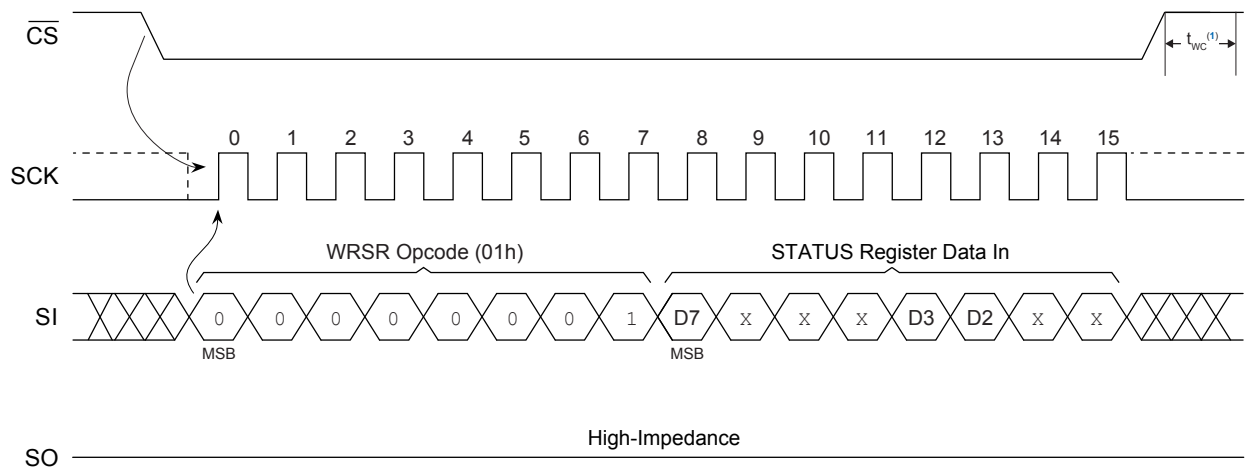 CS
tWC(1)
0 1 2 3 4 5 6 7 8 9 10 11 12 13 14 15
SCK
WRSR Opcode (01h) STATUS Register Data In
SI 0 0 0 0 0 0 0 1 D7 X X X D3 D2 X X
MSB MSB
High-Impedance
SO